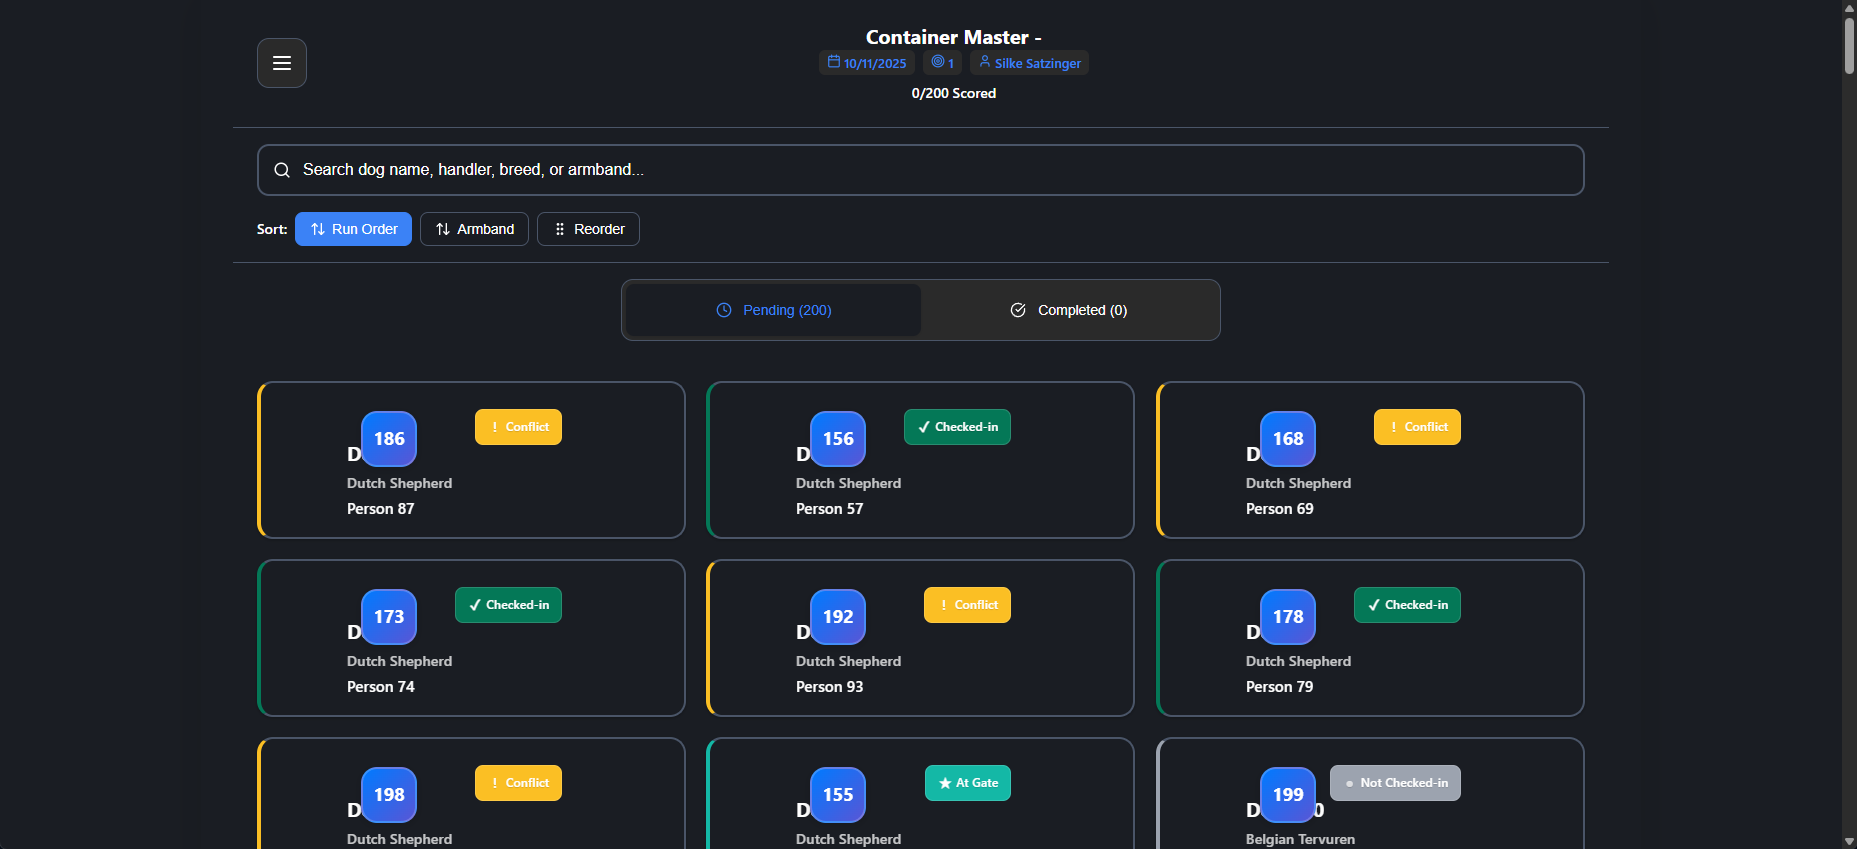 Container Master -
10/11/2025 1 Silke Satzinger
0/200 Scored
Search dog name, handler, breed, or armband...
Sort: Run Order Armband Reorder
Pending (200) Completed (0)
186 ! Conflict
D
Dutch Shepherd
Person 87
156 ✓ Checked-in
D
Dutch Shepherd
Person 57
168 ! Conflict
D
Dutch Shepherd
Person 69
173 ✓ Checked-in
D
Dutch Shepherd
Person 74
192 ! Conflict
D
Dutch Shepherd
Person 93
178 ✓ Checked-in
D
Dutch Shepherd
Person 79
198 ! Conflict
D
Dutch Shepherd
155 ★ At Gate
D
Dutch Shepherd
199 ● Not Checked-in
D 0
Belgian Tervuren